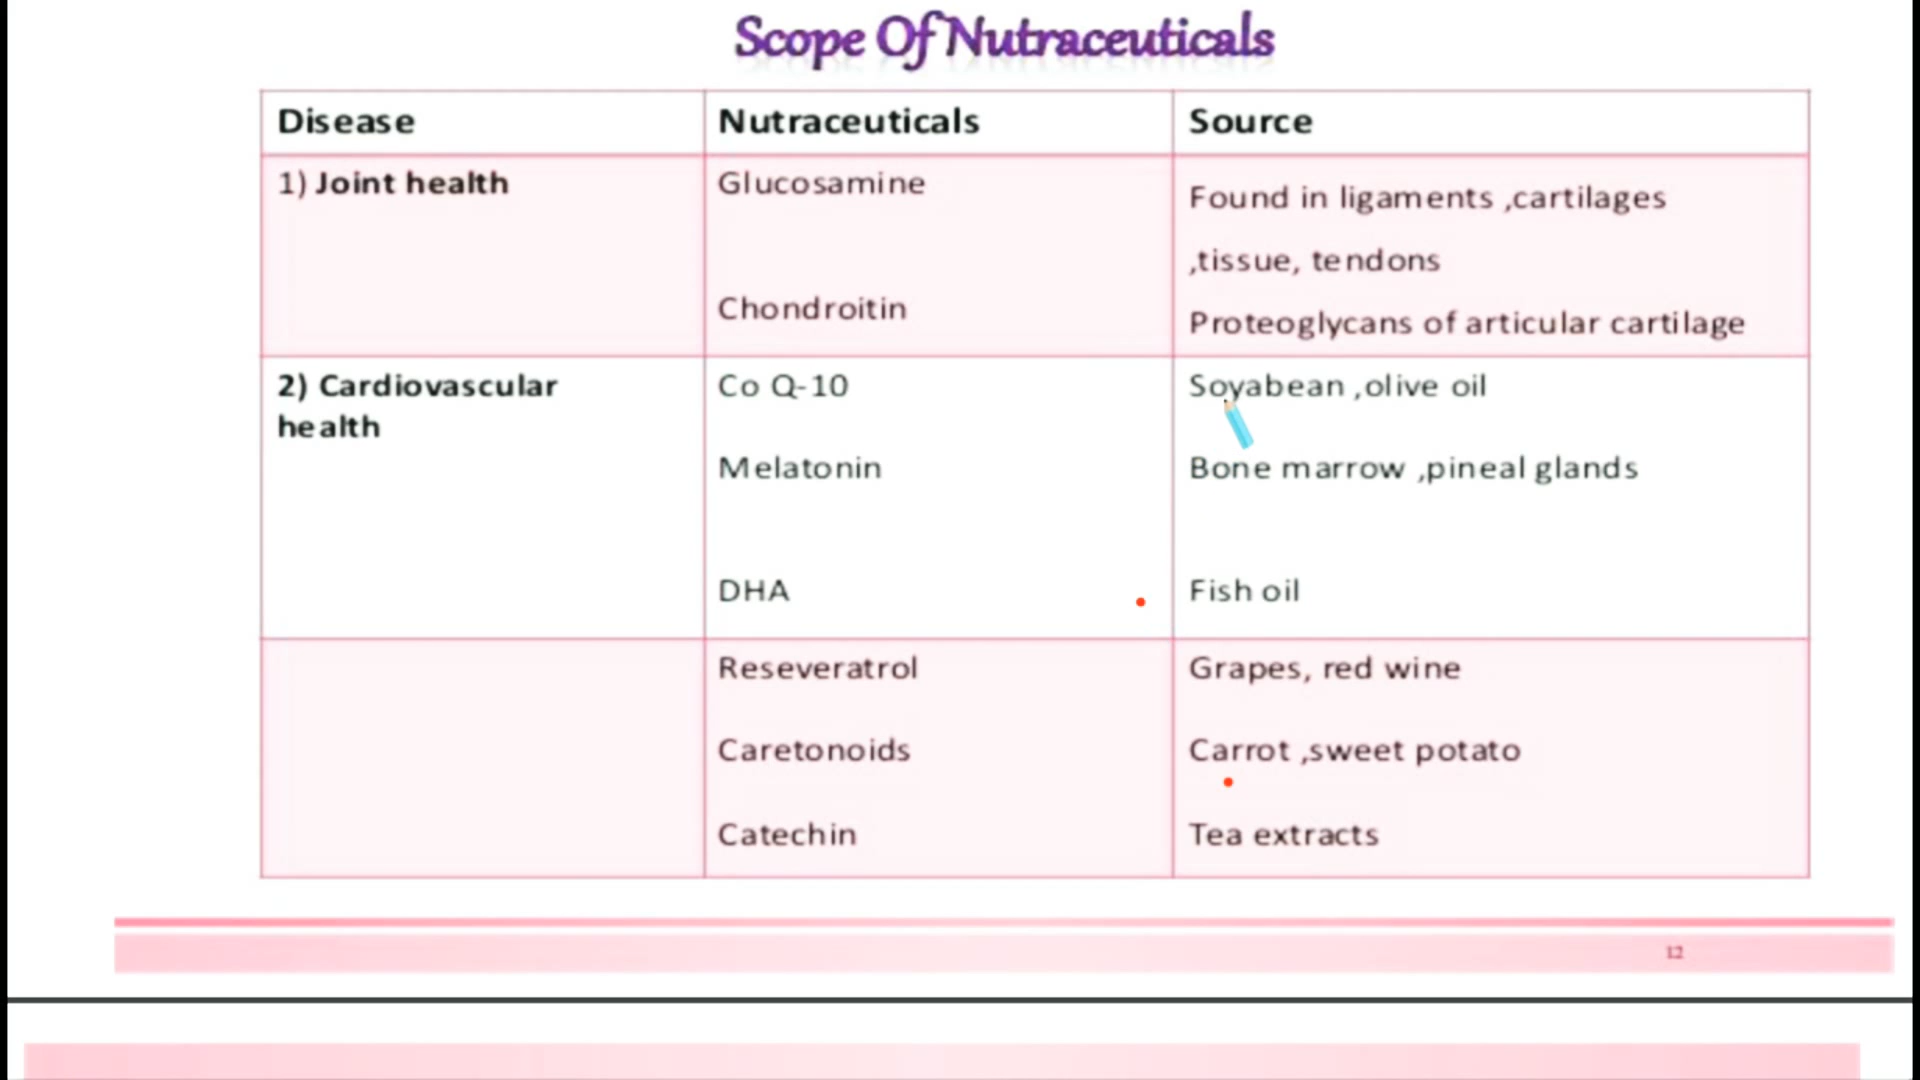 Scope Of Nutraceuticals
Disease Nutraceuticals Source
1) Joint health Glucosamine Found in ligaments ,cartilages
,tissue, tendons
Chondroitin Proteoglycans of articular cartilage
2) Cardiovascular Co Q-10 Soyabean ,olive oil
health
Melatonin Bone marrow ,pineal glands
DHA Fish oil
Reseveratrol Grapes, red wine
Caretonoids Carrot ,sweet potato
Catechin Tea extracts
12